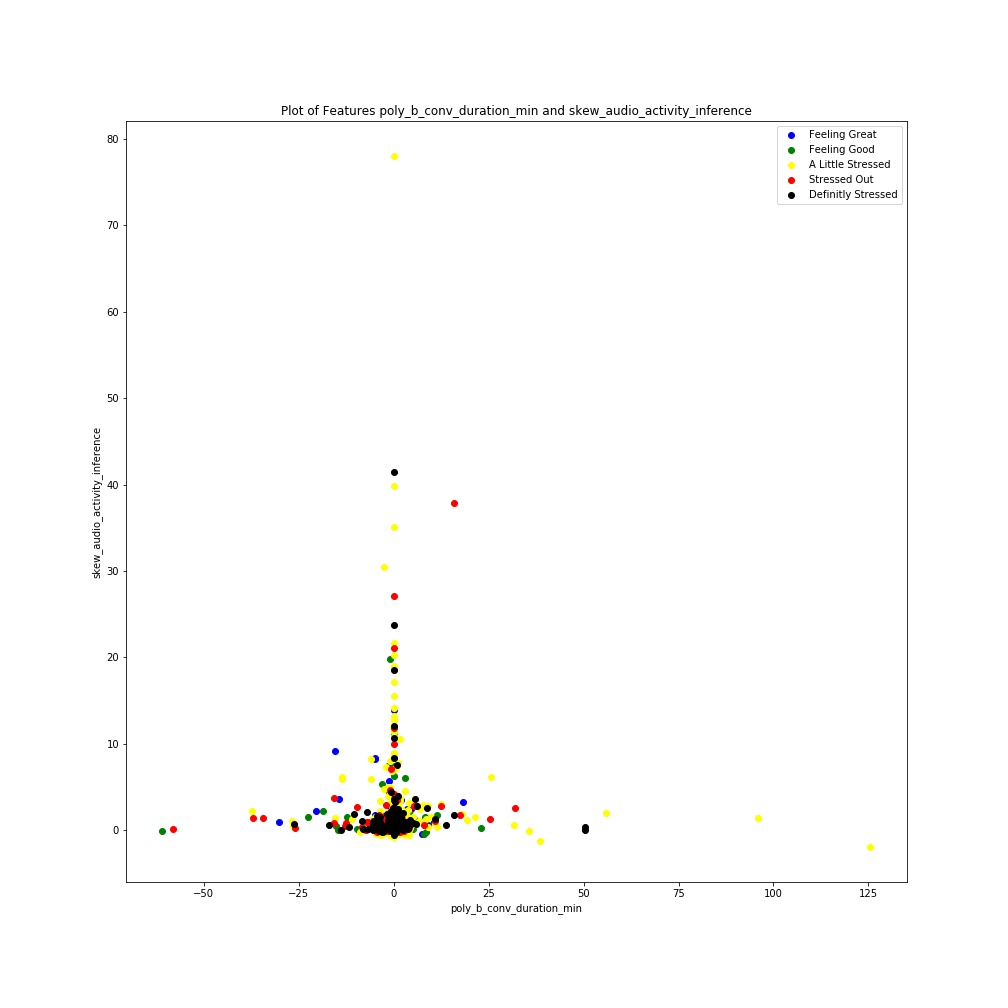 Plot of Features poly_b_conv_duration_min and skew_audio_activity_inference
Feeling Great
Feeling Good
A Little Stressed
Stressed Out
Definitly Stressed
80
70
60
50
40
30
20
10
0
skew_audio_activity_inference
−50
−25
0
25
50
75
100
125
poly_b_conv_duration_min